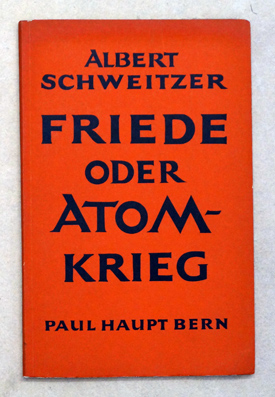 ALBERT
SCHWEITZER
FRIEDE
ODER
ATOM-
KRIEG
PAUL HAUPT BERN